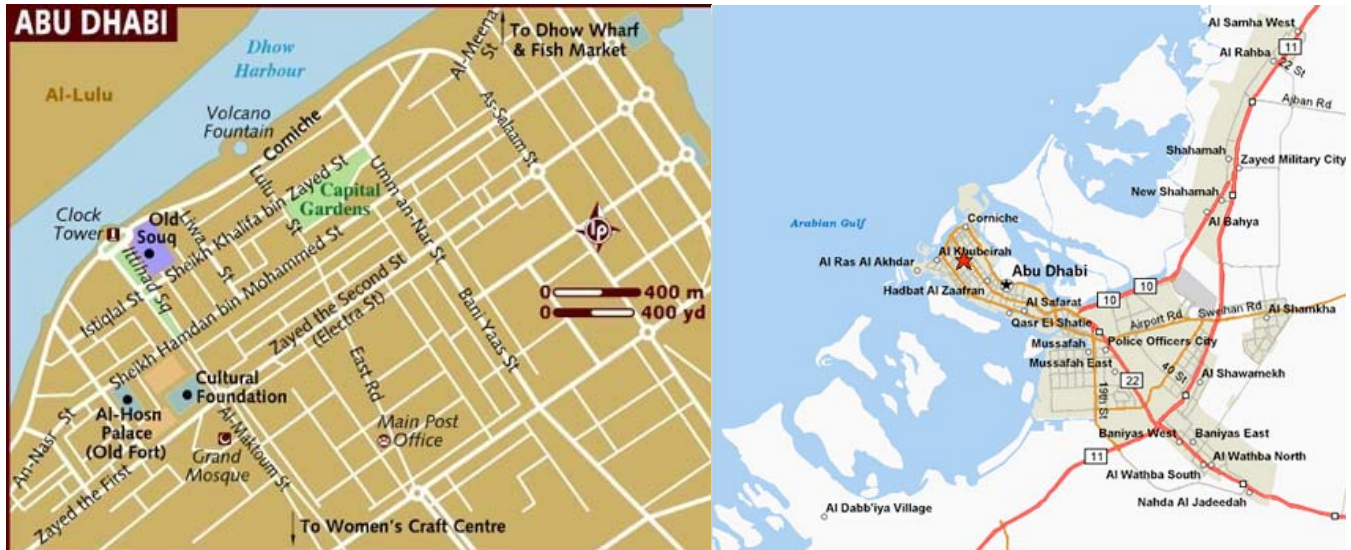 ABU DHABI
Dhow
Harbour
Al-Lulu
Volcano
Fountain
To Dhow Wharf
& Fish Market
Al-Meena
St
As-Salaam St
Corniche
Lulu
St
Capital
Gardens
Umm an-Nar St
Clock
Tower
Old
Souq
Liwa
St
Sheikh Khalifa bin Zayed St
Ittihad Sq
Istiqlal St
Sheikh Hamdan bin Mohammed St
Zayed the Second St
(Electra St)
Bani Yaas St
LP
0 400 m
0 400 yd
East Rd
Cultural
Foundation
Al-Hosn
Palace
(Old Fort)
Al-Maktoum St
Main Post
Office
Grand
Mosque
An-Nasr St
Zayed the First
To Women's Craft Centre
Al Samha West
11
Al Rahba
22 St
Ajban Rd
Shahamah
Zayed Military City
New Shahamah
Al Bahya
Arabian Gulf
Corniche
Al Khubeirah
Al Ras Al Akhdar
Abu Dhabi
Hadbat Al Zaafran
Al Safarat
10
10
Qasr El Shatie
Airport Rd
Sweihan Rd
Al Shamkha
Mussafah
Police Officers City
Mussafah East
22
40 St
Al Shawamekh
19th St
Baniyas West
Baniyas East
11
Al Wathba North
Al Wathba South
Nahda Al Jadeedah
Al Dabb'iya Village